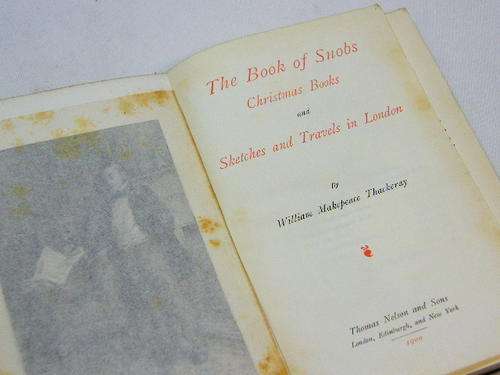 The Book of Snobs
Christmas Books
and
Sketches and Travels in London
by
William Makepeace Thackeray
Thomas Nelson and Sons
London, Edinburgh, and New York
1900